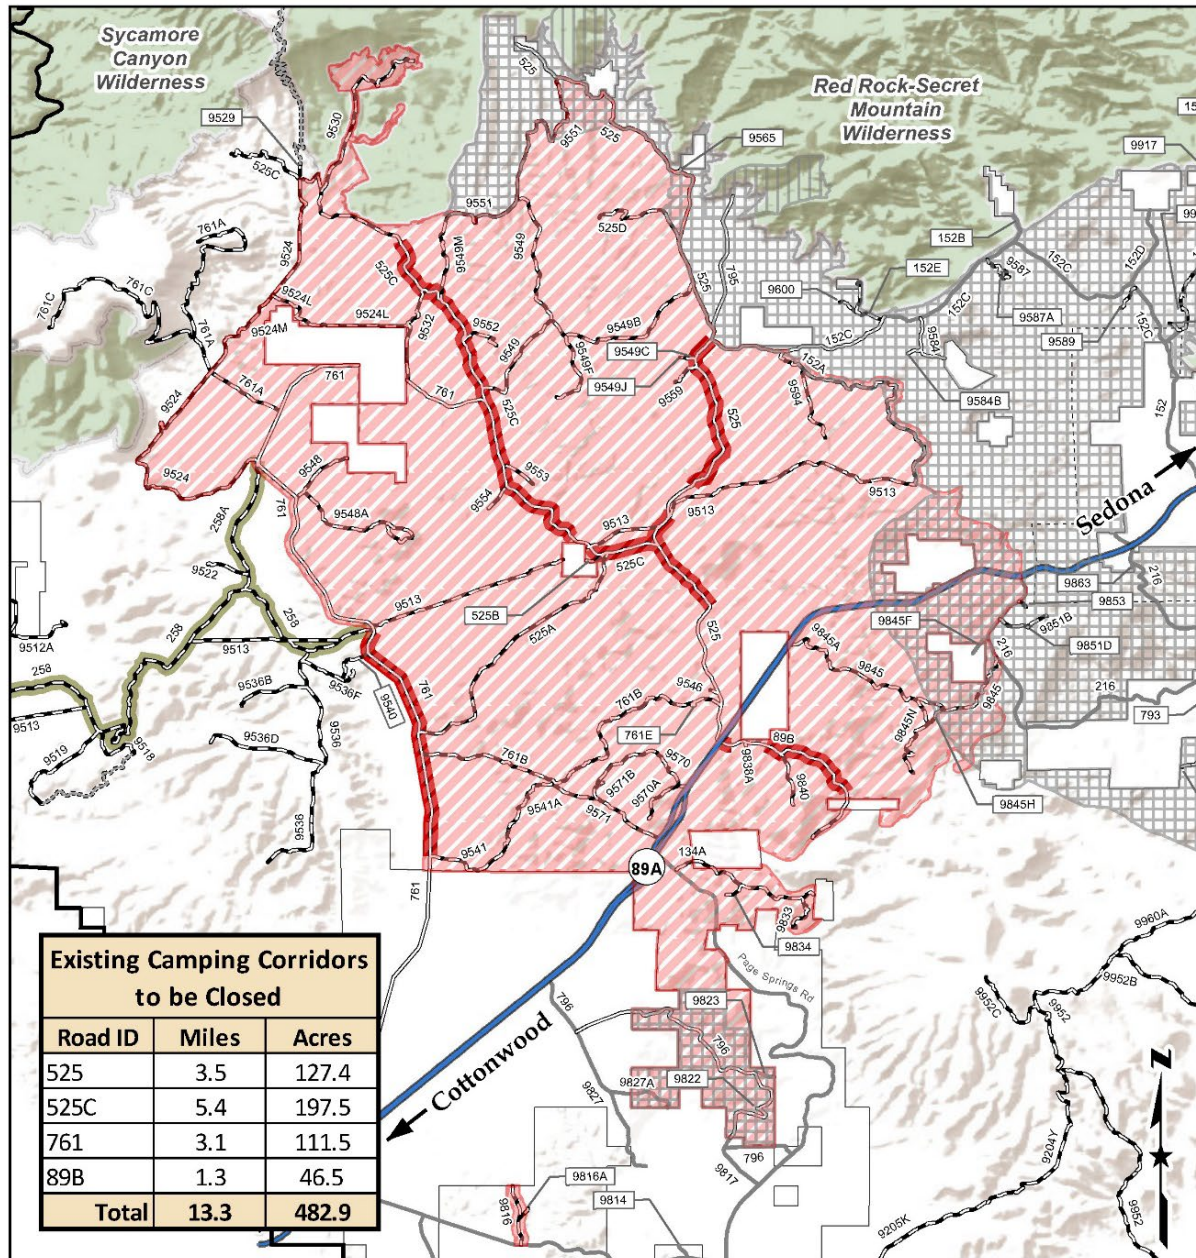 Sycamore
Canyon
Wilderness
Red Rock-Secret
Mountain
Wilderness
525
9529
9530
9551
525
9565
9917
525C
9551
761A
9524
9549M
9549
525D
152B
152D
152C
9587
525C
525
795
152E
9600
761C
761C
9524L
9524L
9524M
9532
9552
9549
9549B
9549C
9549F
9549J
152C
152C
9584
9587A
9589
152C
761A
761
761A
761
525C
9559
525
152A
9594
9584B
152
9524
9524
9548
9553
9554
9513
9513
Sedona
258A
761
9548A
9513
525C
9522
9513
525B
525A
525
9863
216
9853
9845F
9851B
9851D
258
258
9513
9512A
258
9536B
9536F
9540
761
9546
761B
761E
9845A
9845
216
9845
216
793
9513
9519
9518
9536D
9536
761B
9571B
9570
9570A
89B
9838A
9840
9845N
9845H
9541A
9571
9536
9541
134A
89A
761
9833
9834
Page Springs Rd
9960A
9952B
9952C
9952
796
9823
796
9827A
9822
9827
Cottonwood
796
9817
9816A
9816
9814
9204Y
9205K
9952
N
Existing Camping Corridors
to be Closed
Road ID Miles Acres
525 3.5 127.4
525C 5.4 197.5
761 3.1 111.5
89B 1.3 46.5
Total 13.3 482.9